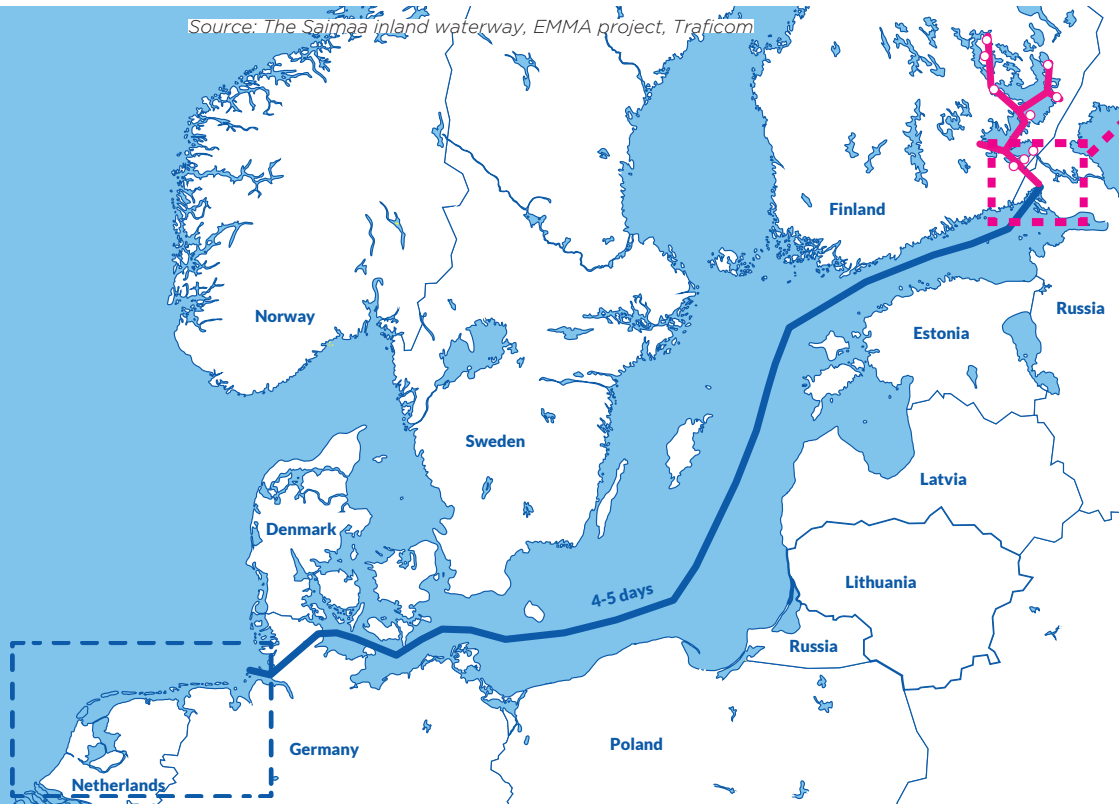 Source: The Saimaa inland waterway, EMMA project, Traficom
Finland
Norway
Russia
Estonia
Sweden
Latvia
Denmark
Lithuania
4-5 days
Russia
Germany
Poland
Netherlands